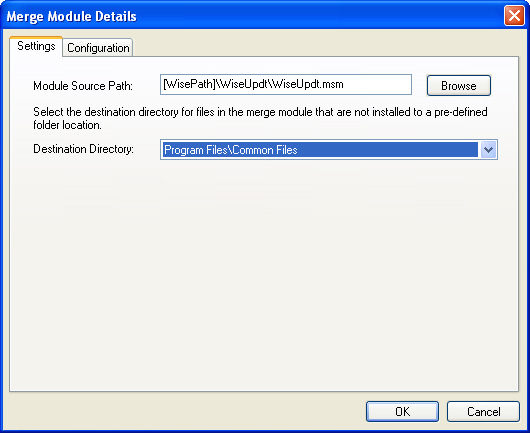 Merge Module Details
Settings
Configuration
Module Source Path:
[WisePath]\WiseUpdt\WiseUpdt.msm
Browse
Select the destination directory for files in the merge module that are not installed to a pre-defined
folder location.
Destination Directory:
Program Files\Common Files
OK
Cancel